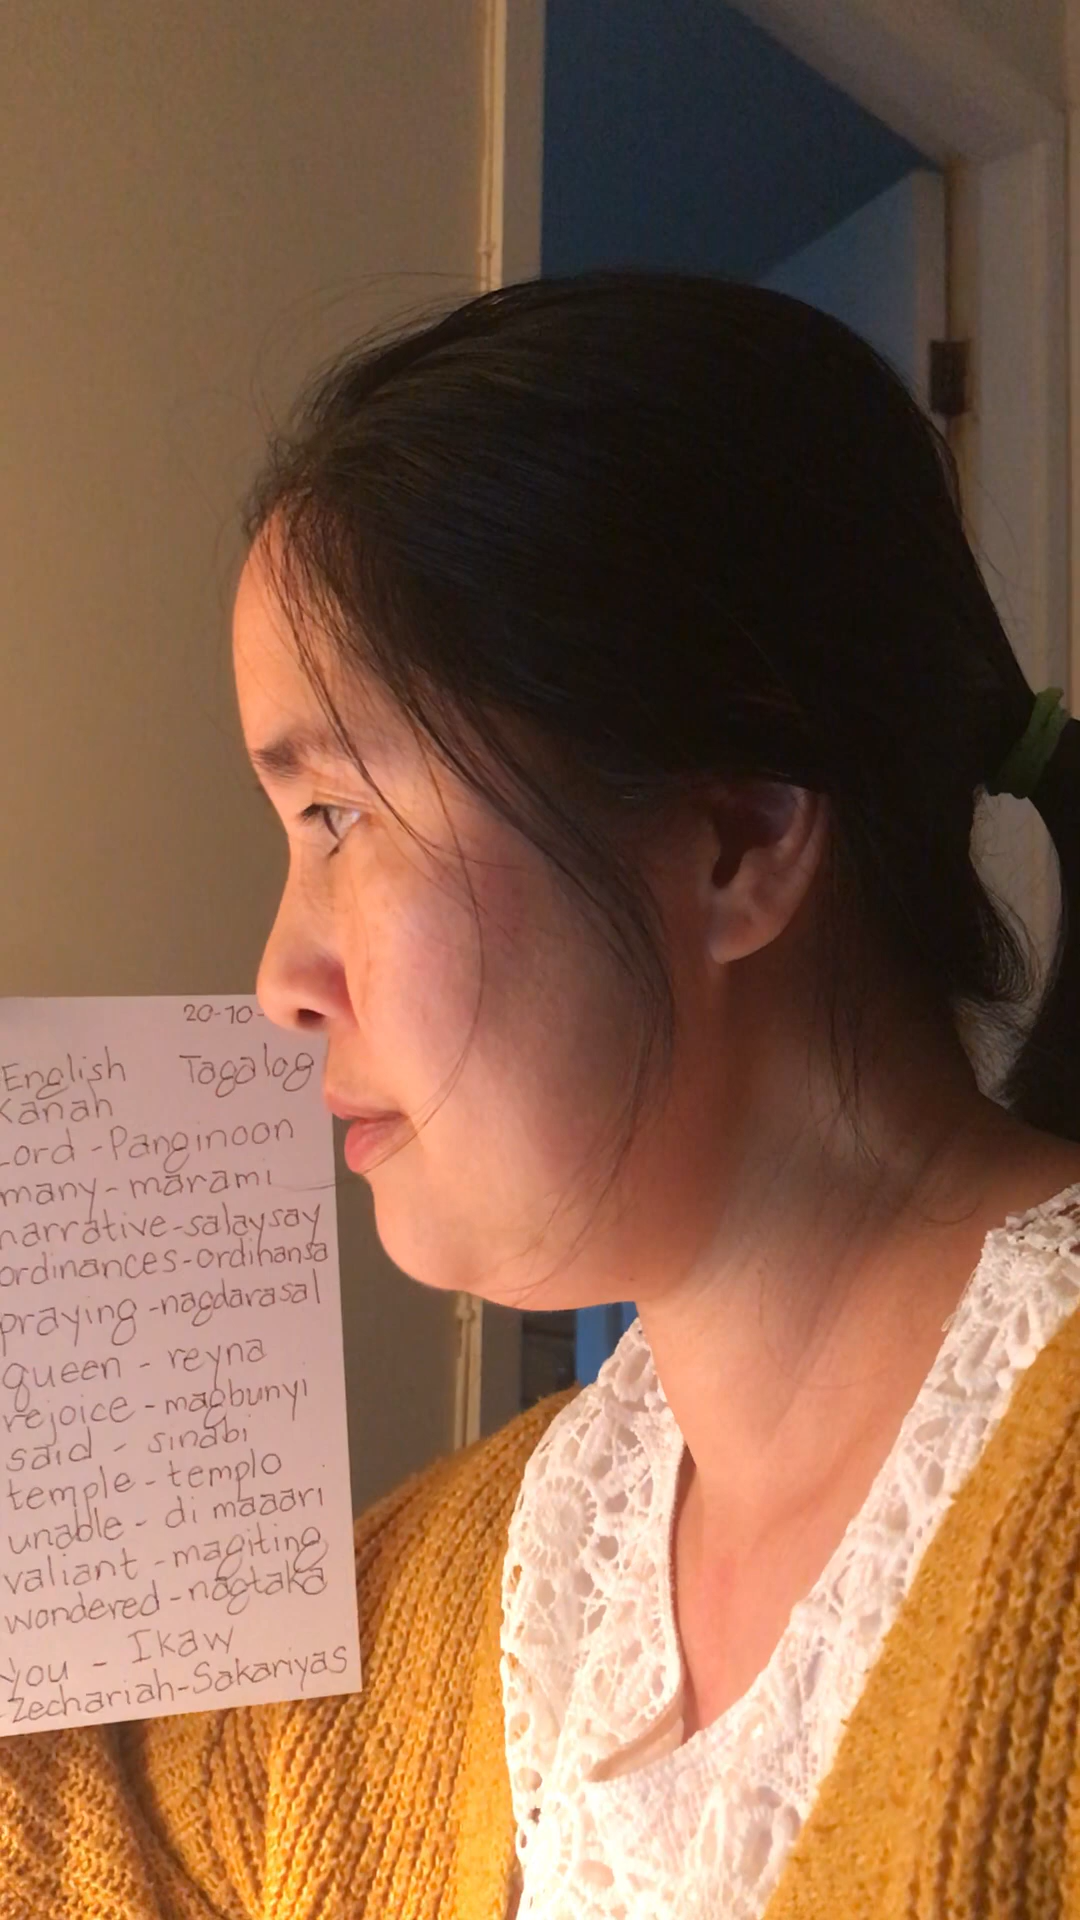 20-10-
English Tagalog
Kanah
Lord - Panginoon
many - marami
narrative - salaysay
ordinances - ordinansa
praying - nagdarasal
queen - reyna
rejoice - magbunyi
said - sinabi
temple - templo
unable - di maaari
valiant - magiting
wondered - nagtaka
you - Ikaw
Zechariah - Sakariyas